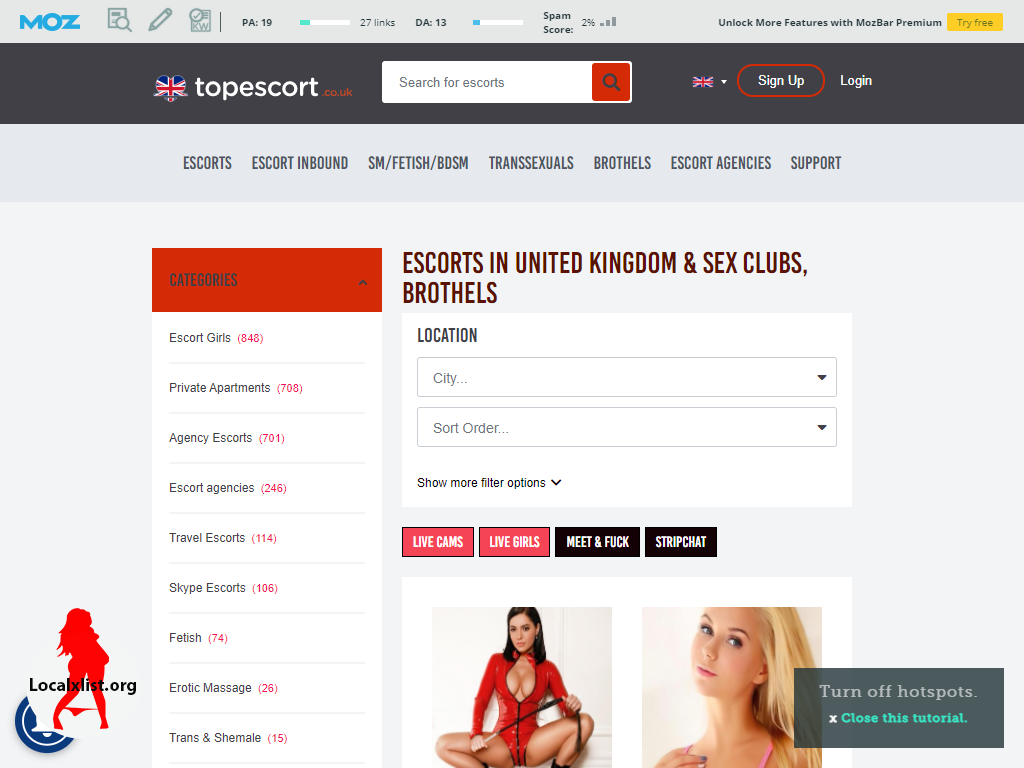 MOZ
PA: 19
27 links
DA: 13
Spam
Score:
2%
Unlock More Features with MozBar Premium
Try free
topescort .co.uk
Search for escorts
Sign Up
Login
ESCORTS
ESCORT INBOUND
SM/FETISH/BDSM
TRANSSEXUALS
BROTHELS
ESCORT AGENCIES
SUPPORT
CATEGORIES
Escort Girls (848)
Private Apartments (708)
Agency Escorts (701)
Escort agencies (246)
Travel Escorts (114)
Skype Escorts (106)
Fetish (74)
Erotic Massage (26)
Trans & Shemale (15)
ESCORTS IN UNITED KINGDOM & SEX CLUBS,
BROTHELS
LOCATION
City...
Sort Order...
Show more filter options
LIVE CAMS
LIVE GIRLS
MEET & FUCK
STRIPCHAT
Localxlist.org
Turn off hotspots.
x Close this tutorial.